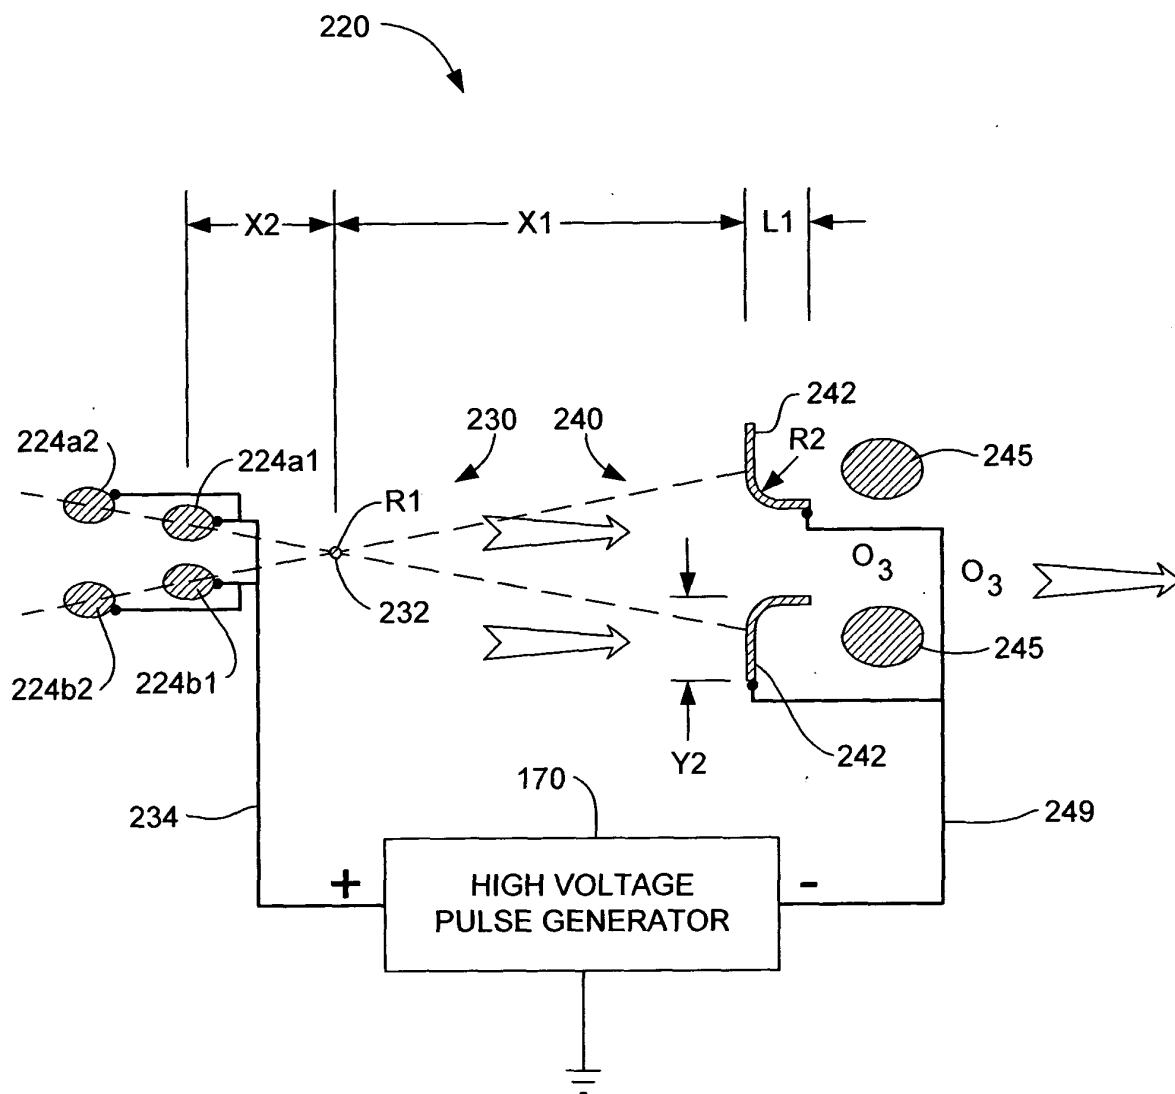 220
X2
X1
L1
242
230
240
R2
224a2
224a1
245
R1
O3
O3
232
224b2
224b1
245
Y2
242
170
234
249
+
-
HIGH VOLTAGE
PULSE GENERATOR